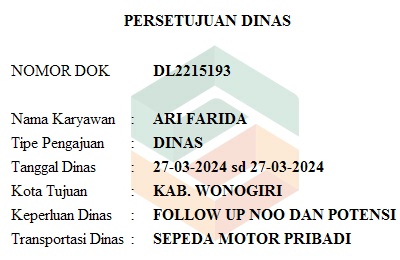 PERSETUJUAN DINAS
NOMOR DOK DL2215193
Nama Karyawan : ARI FARIDA
Tipe Pengajuan : DINAS
Tanggal Dinas : 27-03-2024 sd 27-03-2024
Kota Tujuan : KAB. WONOGIRI
Keperluan Dinas : FOLLOW UP NOO DAN POTENSI
Transportasi Dinas : SEPEDA MOTOR PRIBADI